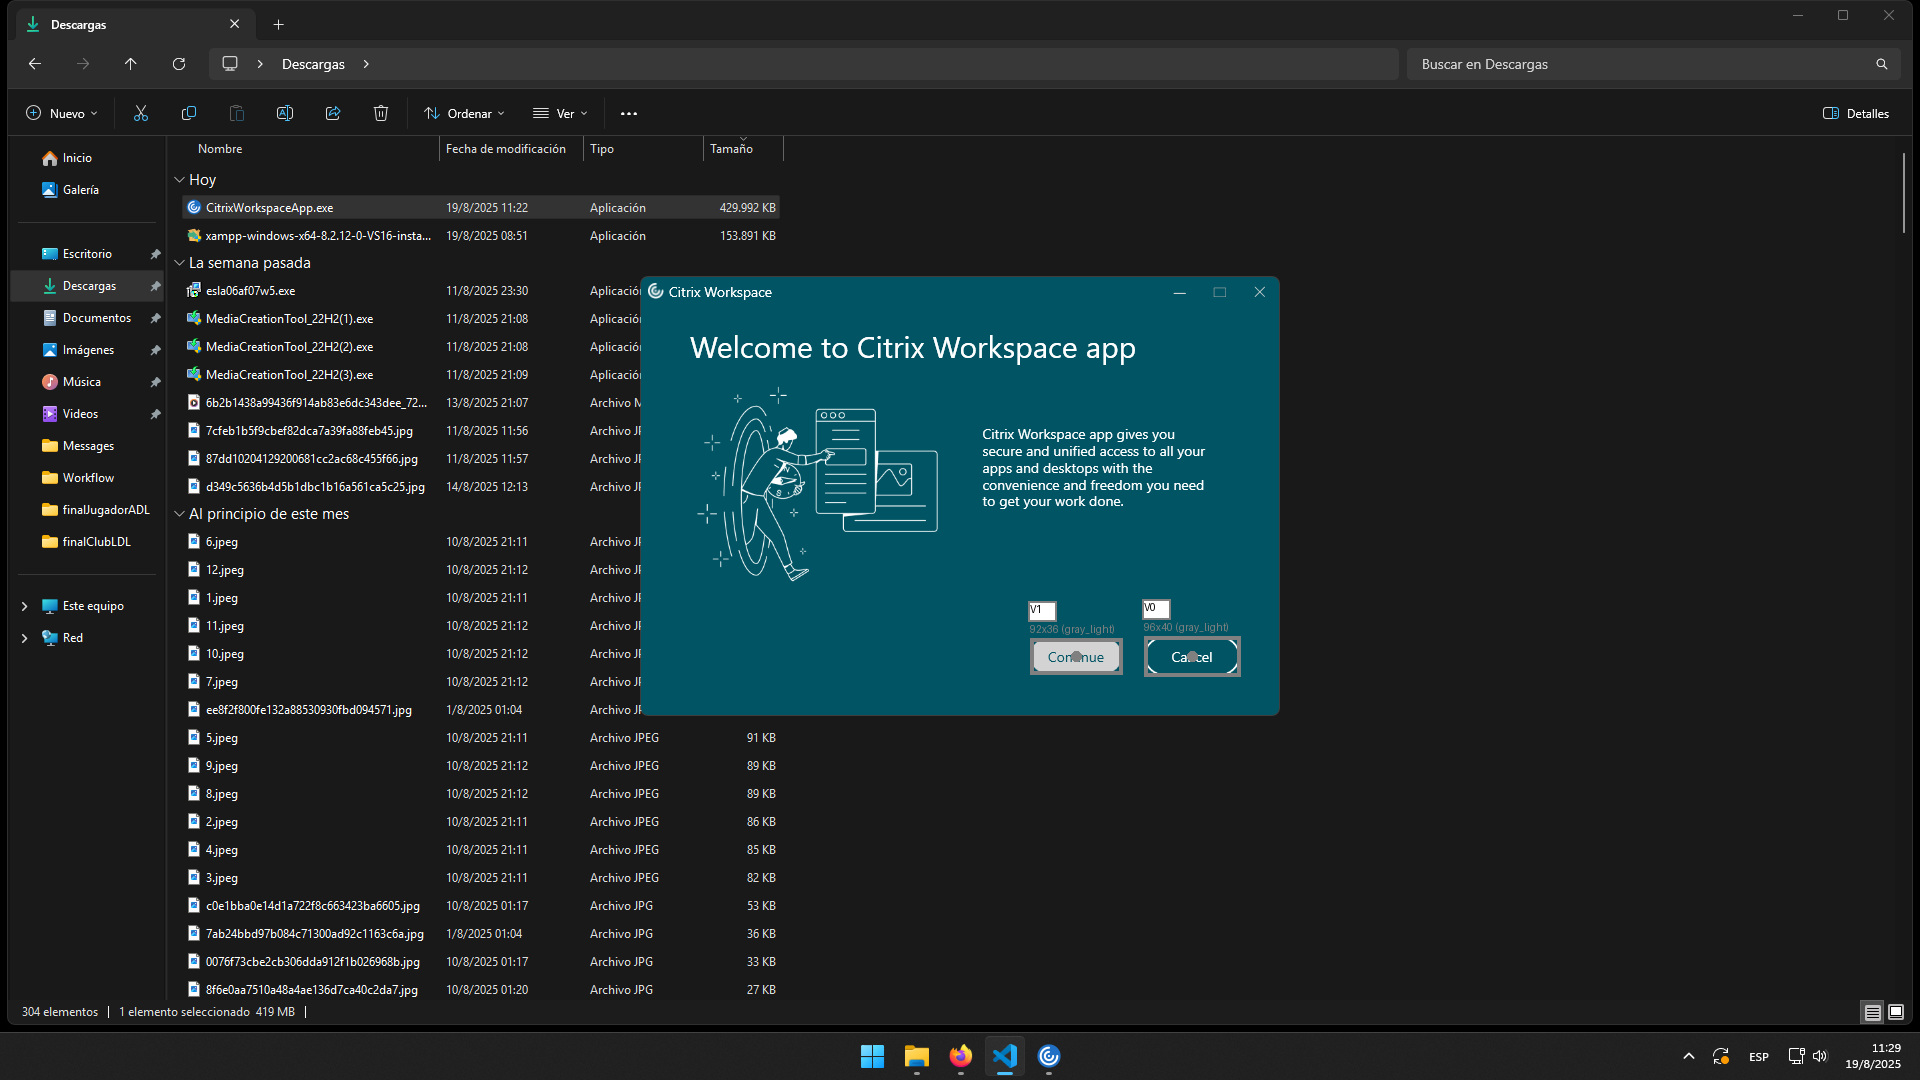 Descargas
Descargas
Buscar en Descargas
Nuevo
Ordenar
Ver
Detalles
Nombre
Fecha de modificación
Tipo
Tamaño
Inicio
Galería
Escritorio
Descargas
Documentos
Imágenes
Música
Videos
Messages
Workflow
finalJugadorADL
finalClubLDL
Este equipo
Red
Hoy
CitrixWorkspaceApp.exe 19/8/2025 11:22 Aplicación 429.992 KB
xampp-windows-x64-8.2.12-0-VS16-insta... 19/8/2025 08:51 Aplicación 153.891 KB
La semana pasada
esla06af07w5.exe 11/8/2025 23:30 Aplicación
MediaCreationTool_22H2(1).exe 11/8/2025 21:08 Aplicación
MediaCreationTool_22H2(2).exe 11/8/2025 21:08 Aplicación
MediaCreationTool_22H2(3).exe 11/8/2025 21:09 Aplicación
6b2b1438a99436f914ab83e6dc343dee_72... 13/8/2025 21:07 Archivo M
7cfeb1b5f9cbef82dca7a39fa88feb45.jpg 11/8/2025 11:56 Archivo JP
87dd10204129200681cc2ac68c455f66.jpg 11/8/2025 11:57 Archivo JP
d349c5636b4d5b1dbc1b16a561ca5c25.jpg 14/8/2025 12:13 Archivo JP
Al principio de este mes
6.jpeg 10/8/2025 21:11 Archivo JP
12.jpeg 10/8/2025 21:12 Archivo JP
1.jpeg 10/8/2025 21:11 Archivo JP
11.jpeg 10/8/2025 21:12 Archivo JP
10.jpeg 10/8/2025 21:12 Archivo JP
7.jpeg 10/8/2025 21:12 Archivo JP
ee8f2f800fe132a88530930fbd094571.jpg 1/8/2025 01:04 Archivo JP
5.jpeg 10/8/2025 21:11 Archivo JPEG 91 KB
9.jpeg 10/8/2025 21:12 Archivo JPEG 89 KB
8.jpeg 10/8/2025 21:12 Archivo JPEG 89 KB
2.jpeg 10/8/2025 21:11 Archivo JPEG 86 KB
4.jpeg 10/8/2025 21:11 Archivo JPEG 85 KB
3.jpeg 10/8/2025 21:11 Archivo JPEG 82 KB
c0e1bba0e14d1a722f8c663423ba6605.jpg 10/8/2025 01:17 Archivo JPG 53 KB
7ab24bbd97b084c71300ad92c1163c6a.jpg 1/8/2025 01:04 Archivo JPG 36 KB
0076f73cbe2cb306dda912f1b026968b.jpg 10/8/2025 01:17 Archivo JPG 33 KB
8f6e0aa7510a48a4ae136d7ca40c2da7.jpg 10/8/2025 01:20 Archivo JPG 27 KB
Citrix Workspace
Welcome to Citrix Workspace app
Citrix Workspace app gives you
secure and unified access to all your
apps and desktops with the
convenience and freedom you need
to get your work done.
V1
92x36 (gray_light)
Continue
V0
96x40 (gray_light)
Cancel
304 elementos
1 elemento seleccionado 419 MB
ESP
11:29
19/8/2025